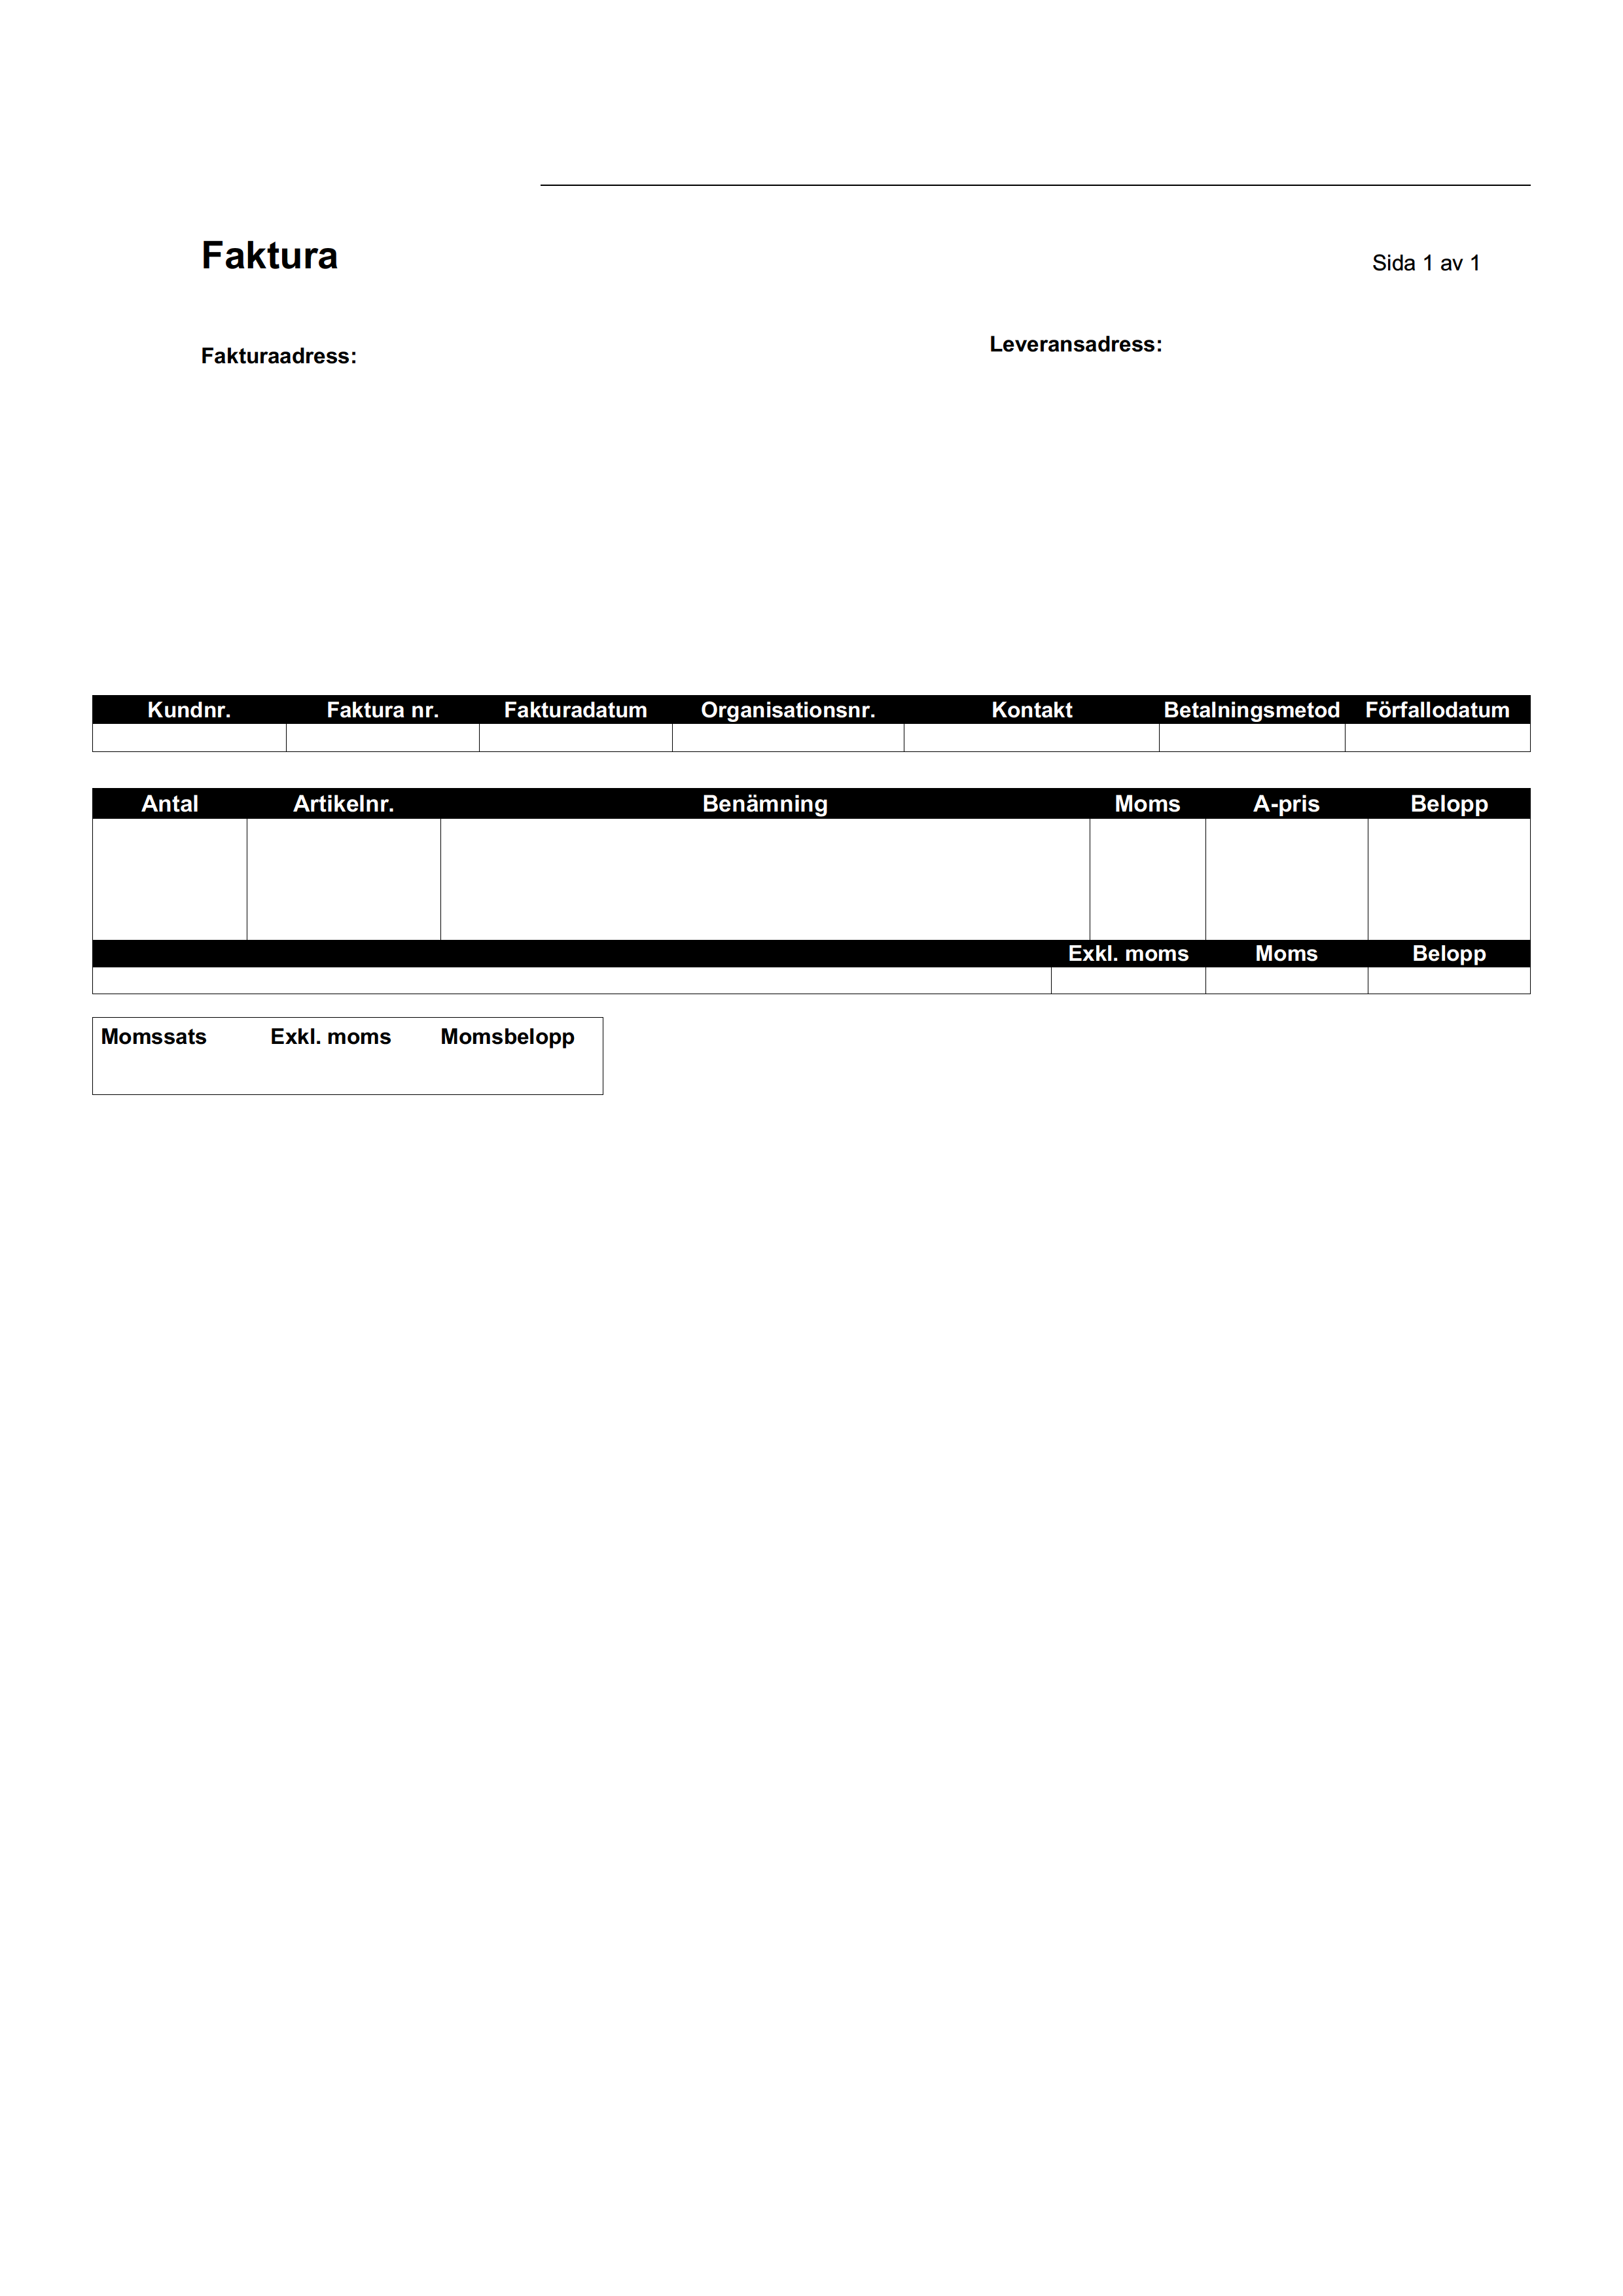 Faktura
Sida 1 av 1
Leveransadress:
Fakturaadress:
Kundnr. Faktura nr. Fakturadatum Organisationsnr. Kontakt Betalningsmetod Förfallodatum
Antal Artikelnr. Benämning Moms A-pris Belopp
Exkl. moms Moms Belopp
Momssats Exkl. moms Momsbelopp